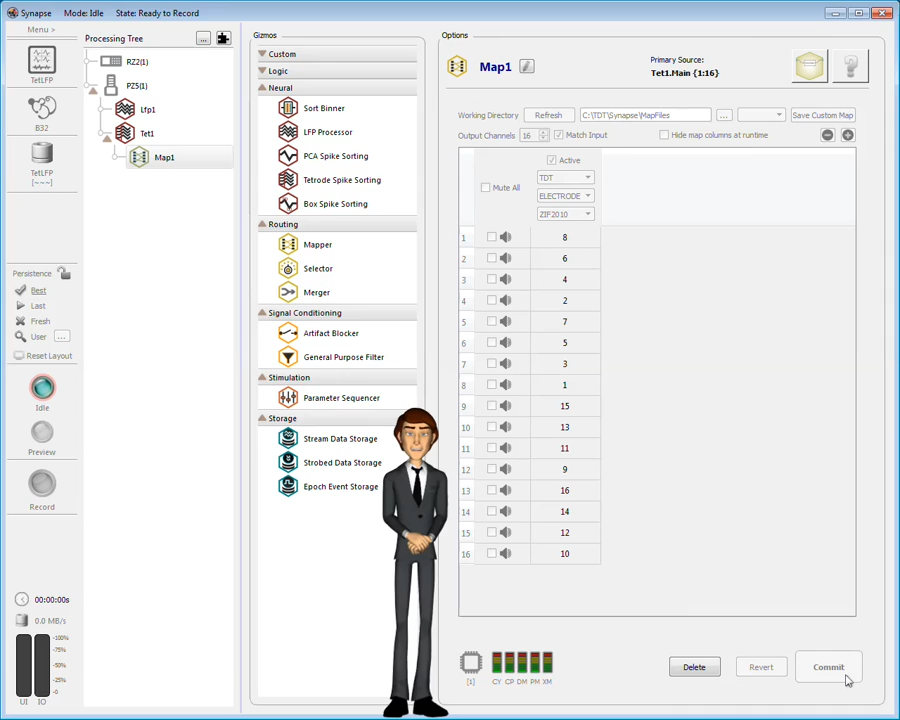 Synapse Mode: Idle State: Ready to Record
Menu >
TetLFP
B32
TetLFP
[~~~]
Persistence
Best
Last
Fresh
User ...
Reset Layout
Idle
Preview
Record
00:00:00s
0.0 MB/s
-100%
-75%
-50%
-25%
-0
UI IO
Processing Tree ...
RZ2(1)
PZ5(1)
Lfp1
Tet1
Map1
Gizmos
Custom
Logic
Neural
Sort Binner
LFP Processor
PCA Spike Sorting
Tetrode Spike Sorting
Box Spike Sorting
Routing
Mapper
Selector
Merger
Signal Conditioning
Artifact Blocker
General Purpose Filter
Stimulation
Parameter Sequencer
Storage
Stream Data Storage
Strobed Data Storage
Epoch Event Storage
Options
Map1
Primary Source:
Tet1.Main {1:16}
Working Directory Refresh C:\TDT\Synapse\MapFiles ... Save Custom Map
Output Channels 16 Match Input Hide map columns at runtime
Active
Mute All
TDT
ELECTRODE
ZIF2010
1 8
2 6
3 4
4 2
5 7
6 5
7 3
8 1
9 15
10 13
11 11
12 9
13 16
14 14
15 12
16 10
[1]
CY CP DM PM XM
Delete Revert Commit